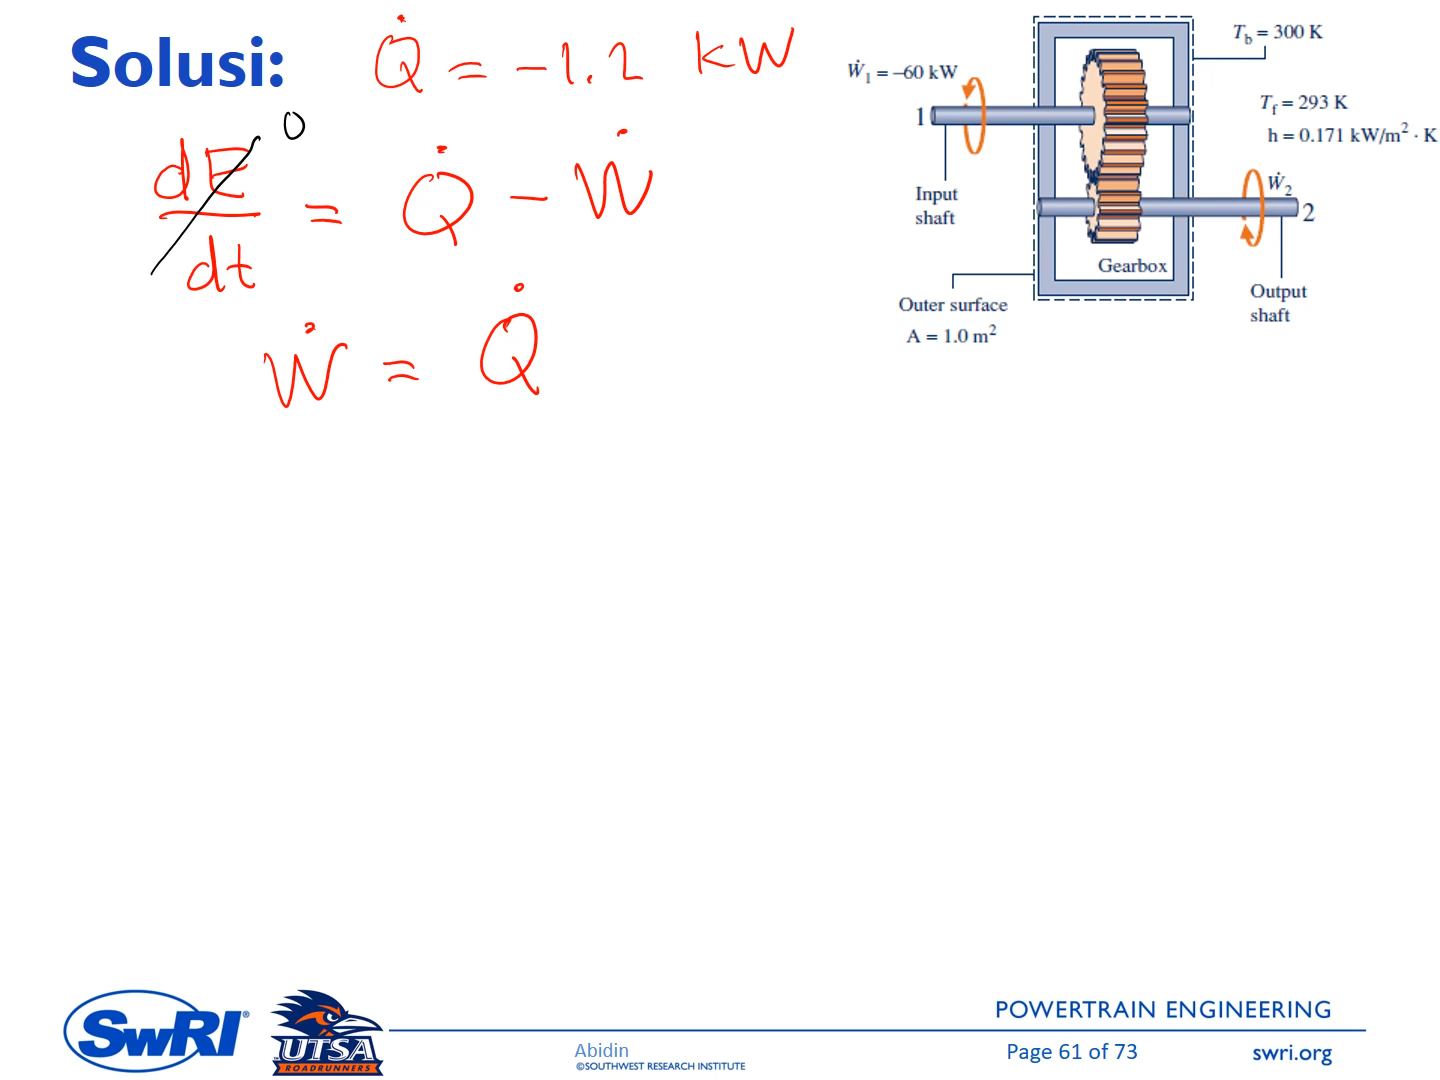 Solusi:
Q̇ = -1.2 kW
dE/dt = Q̇ - Ẇ
0
Ẇ = Q̇
T_b = 300 K
Ẇ₁ = –60 kW
T_f = 293 K
h = 0.171 kW/m² · K
1
Input
shaft
Ẇ₂
2
Gearbox
Outer surface
A = 1.0 m²
Output
shaft
SwRI®
UTSA
ROADRUNNERS
Abidin
©SOUTHWEST RESEARCH INSTITUTE
POWERTRAIN ENGINEERING
Page 61 of 73
swri.org